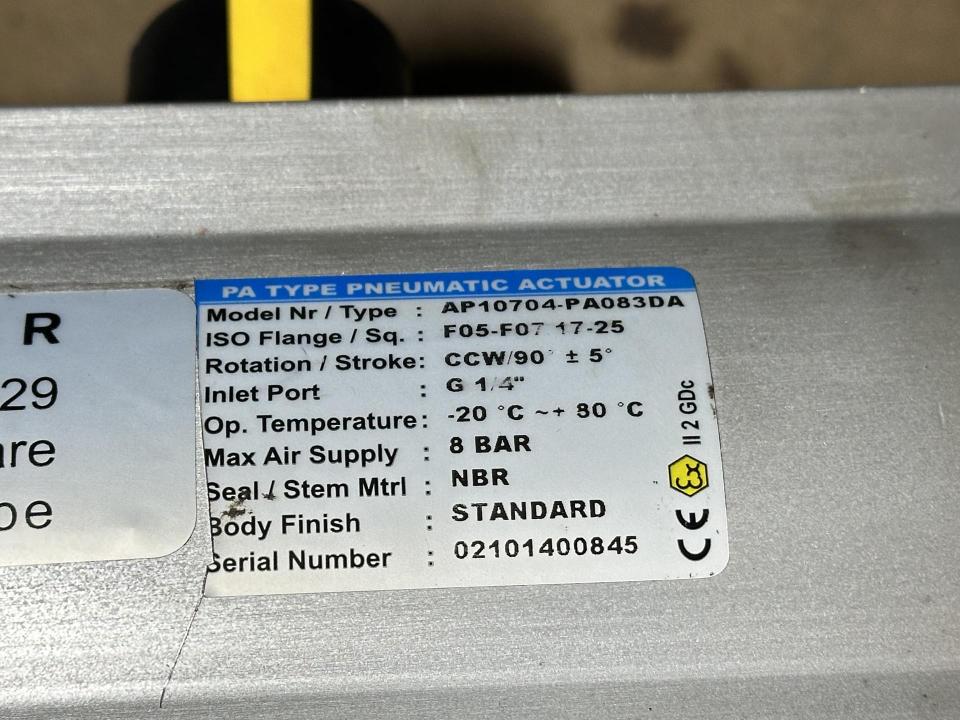 R
29
are
oe
PA TYPE PNEUMATIC ACTUATOR
Model Nr / Type : AP10704-PA083DA
ISO Flange / Sq. : F05-F07 17-25
Rotation / Stroke: CCW/90° ± 5°
Inlet Port : G 1/4"
Op. Temperature: -20 °C ~+ 80 °C
Max Air Supply : 8 BAR
Seal / Stem Mtrl : NBR
Body Finish : STANDARD
Serial Number : 02101400845
CE Ex II 2 GDc